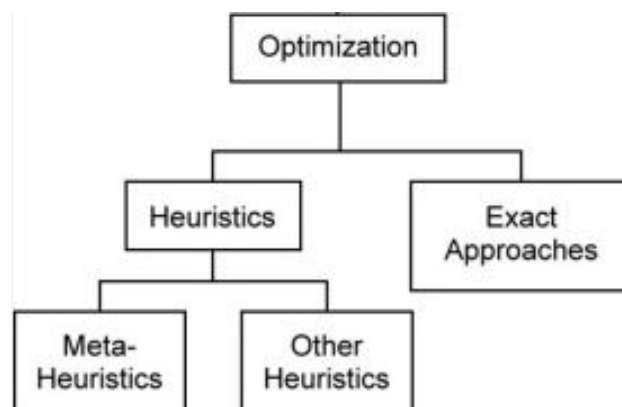 Optimization
Heuristics
Exact
Approaches
Meta-
Heuristics
Other
Heuristics